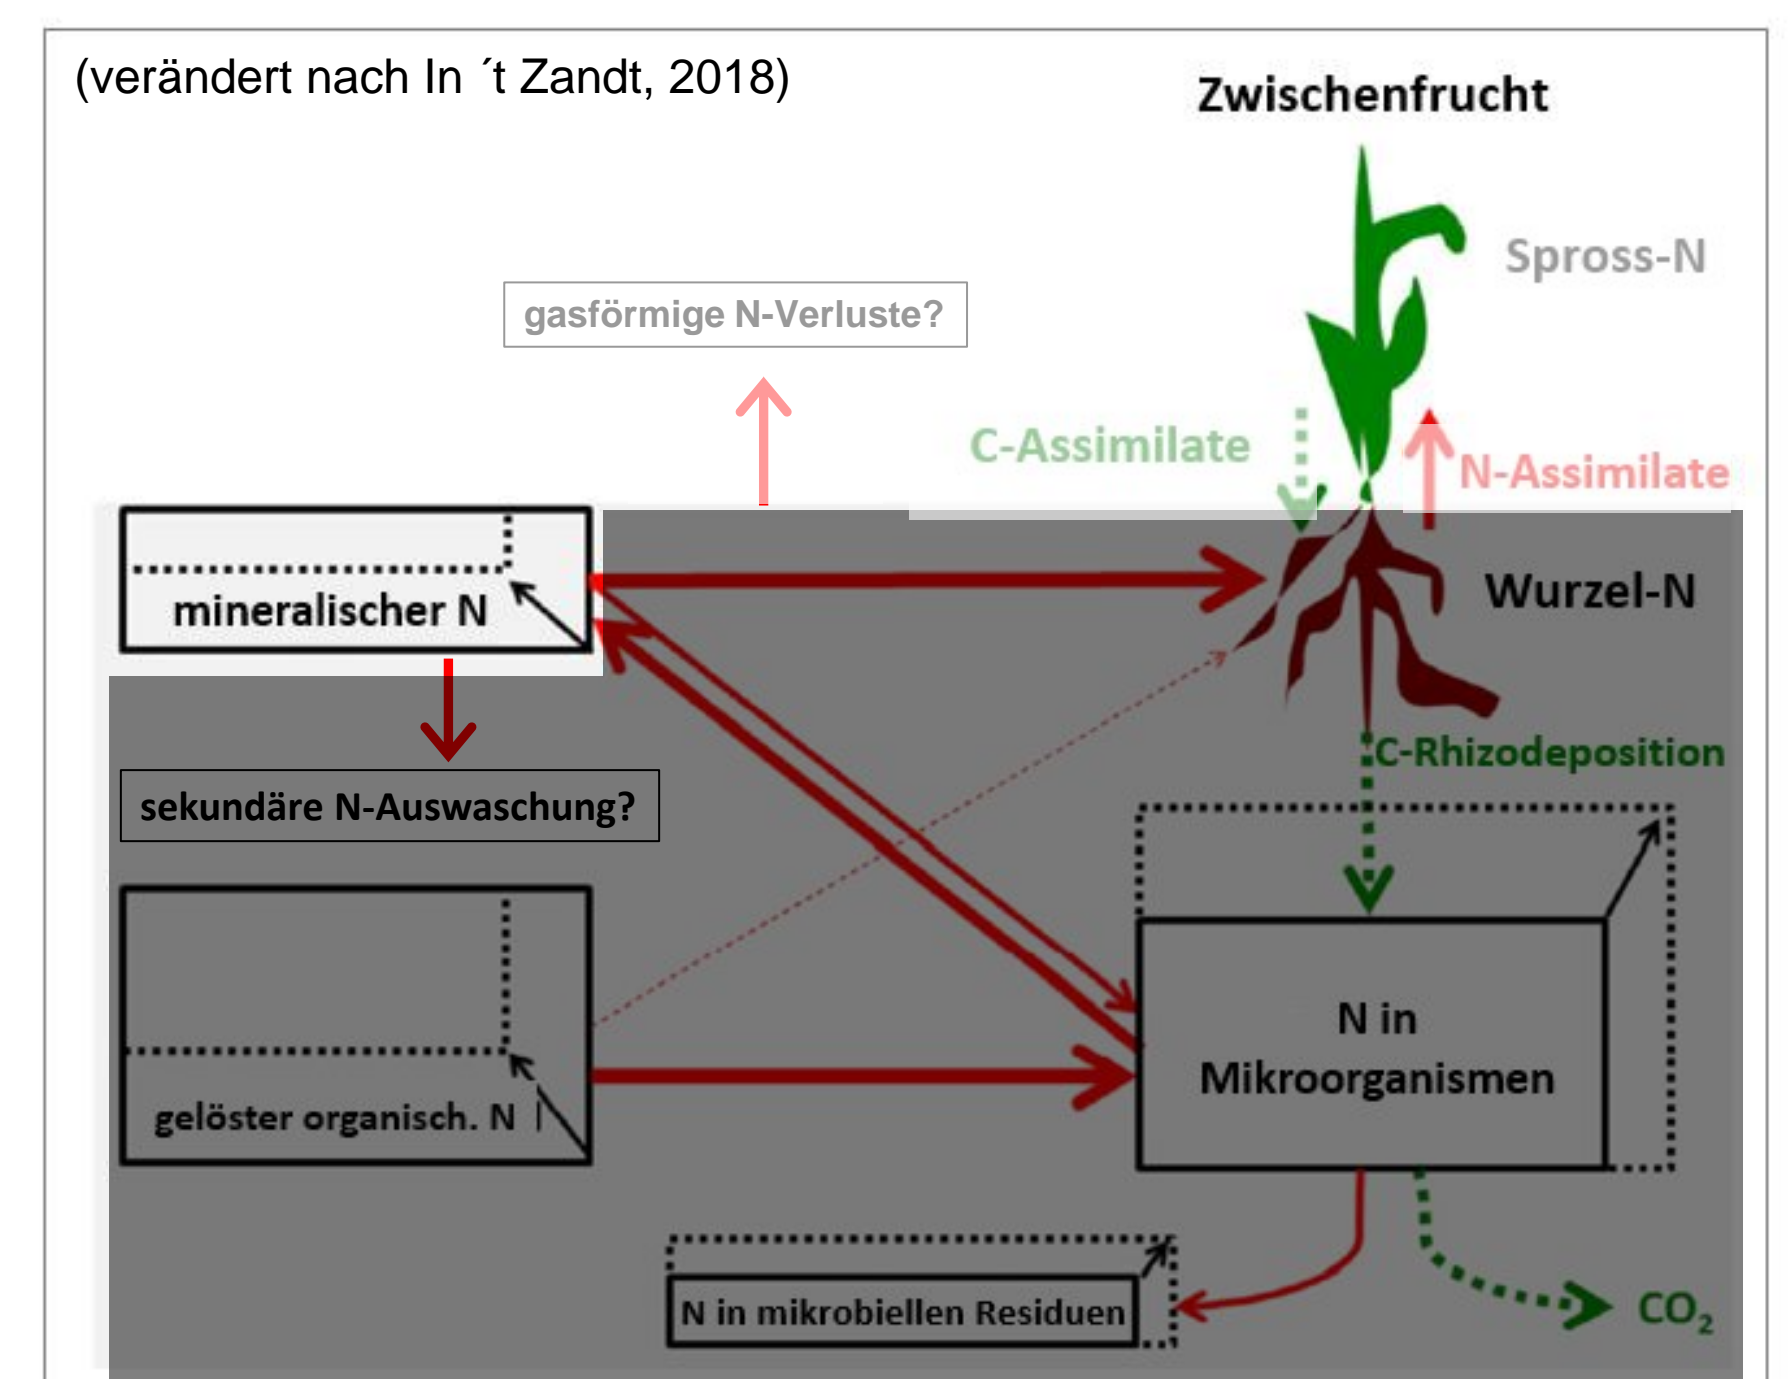 (verändert nach In ´t Zandt, 2018)
Zwischenfrucht
Spross-N
gasförmige N-Verluste?
C-Assimilate
N-Assimilate
mineralischer N
Wurzel-N
C-Rhizodeposition
sekundäre N-Auswaschung?
N in
Mikroorganismen
gelöster organisch. N
N in mikrobiellen Residuen
CO₂